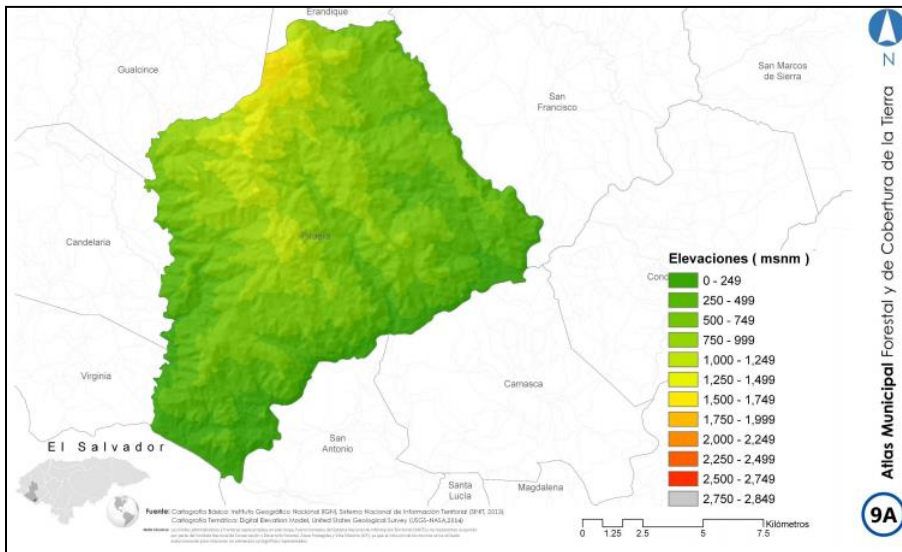 Erandique
Gualcince
San Marcos
de Sierra
San
Francisco
Candelaria
Piraera
Conc
Virginia
Camasca
San
Antonio
Santa
Lucía
Magdalena
El Salvador
Elevaciones ( msnm )
0 - 249
250 - 499
500 - 749
750 - 999
1,000 - 1,249
1,250 - 1,499
1,500 - 1,749
1,750 - 1,999
2,000 - 2,249
2,250 - 2,499
2,500 - 2,749
2,750 - 2,849
0 1.25 2.5 5 7.5
Kilómetros
Fuente: Cartografía Básica: Instituto Geográfico Nacional (IGN), Sistema Nacional de Información Territorial (SINIT, 2013)
Cartografía Temática: Digital Elevation Model, United States Geological Survey (USGS-NASA,2014)
N
Atlas Municipal Forestal y de Cobertura de la Tierra
9A